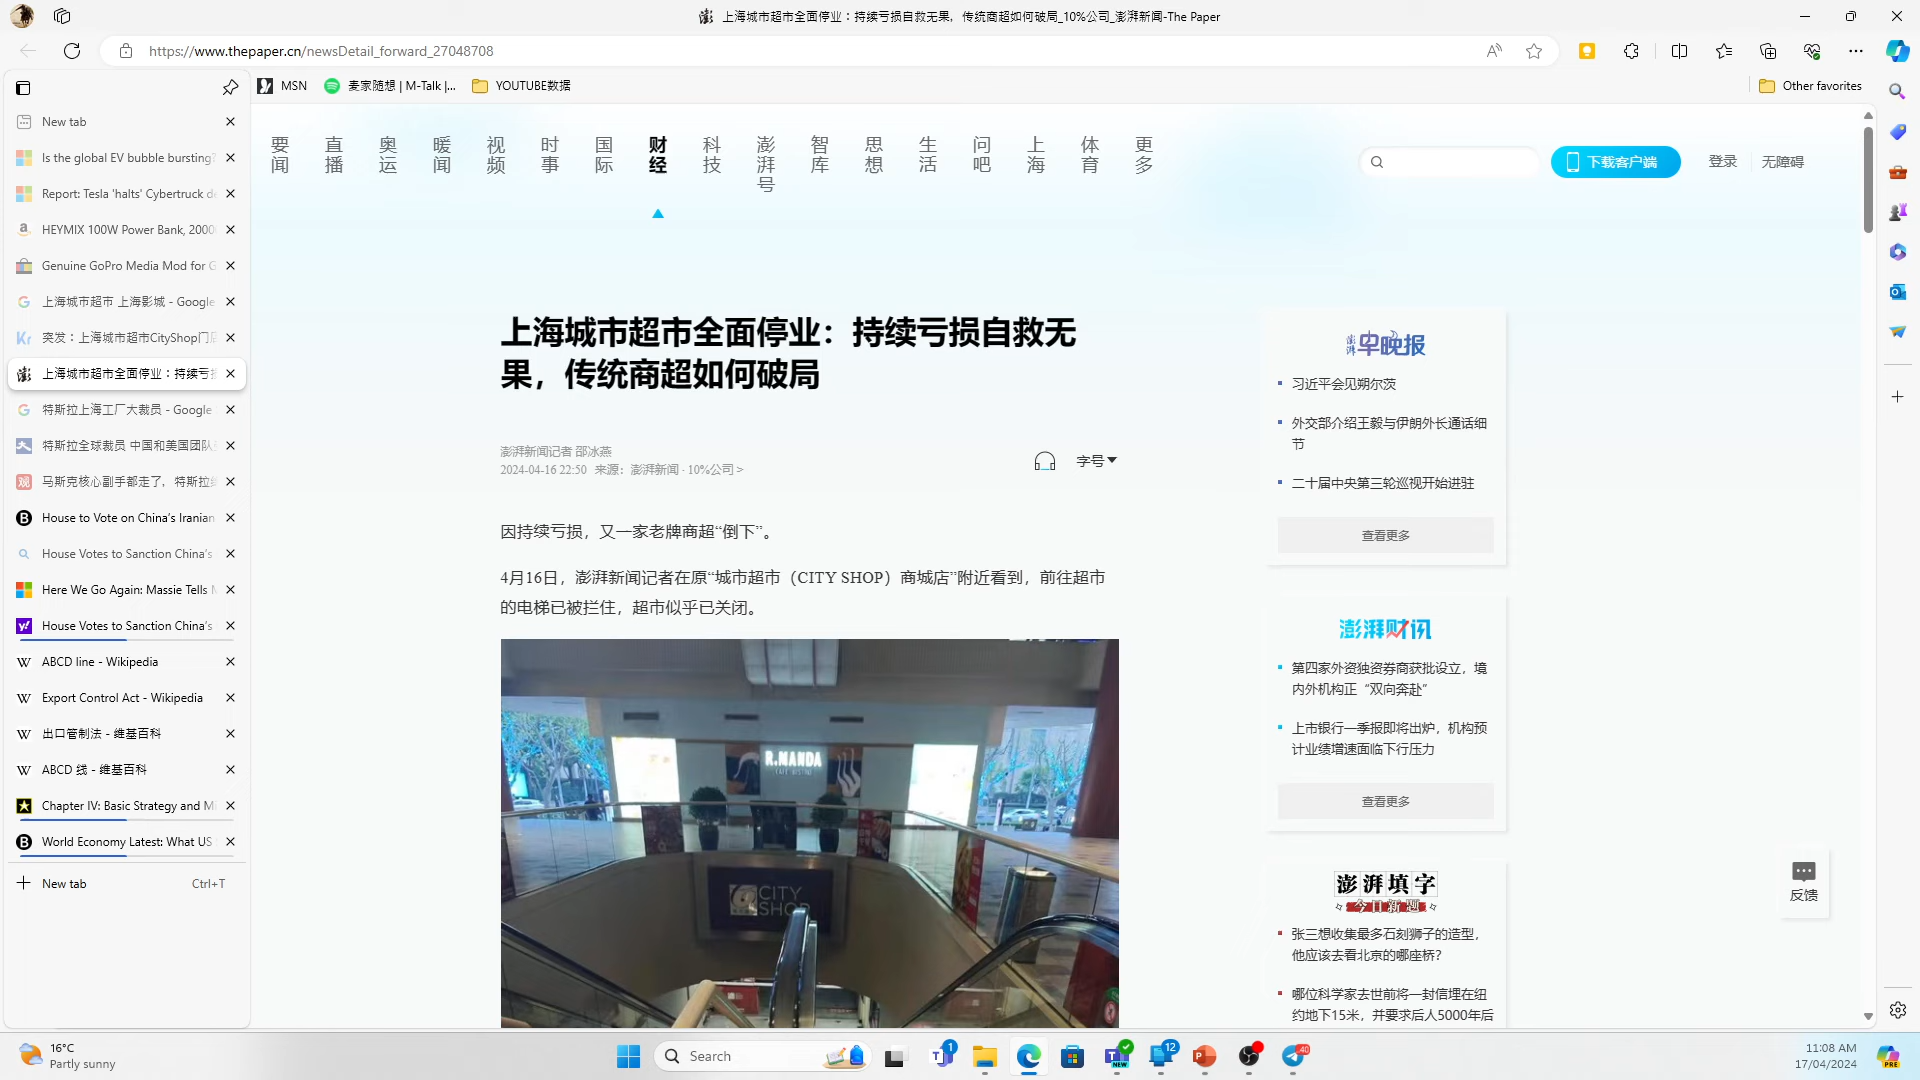 上海城市超市全面停业：持续亏损自救无果，传统商超如何破局_10%公司_澎湃新闻-The Paper
https://www.thepaper.cn/newsDetail_forward_27048708
MSN
麦家随想 | M-Talk |...
YOUTUBE数据
Other favorites
New tab
Is the global EV bubble bursting?
Report: Tesla 'halts' Cybertruck de
HEYMIX 100W Power Bank, 2000
Genuine GoPro Media Mod for G
上海城市超市 上海影城 - Google
突发：上海城市超市CityShop门店
上海城市超市全面停业：持续亏损
特斯拉上海工厂大裁员 - Google
特斯拉全球裁员 中国和美国团队
马斯克核心副手都走了，特斯拉
House to Vote on China's Iranian
House Votes to Sanction China's
Here We Go Again: Massie Tells
House Votes to Sanction China's
ABCD line - Wikipedia
Export Control Act - Wikipedia
出口管制法 - 维基百科
ABCD 线 - 维基百科
Chapter IV: Basic Strategy and Mi
World Economy Latest: What US
New tab Ctrl+T
要闻
直播
奥运
暖闻
视频
时事
国际
财经
科技
澎湃号
智库
思想
生活
问吧
上海
体育
更多
下载客户端
登录
无障碍
上海城市超市全面停业：持续亏损自救无
果，传统商超如何破局
澎湃新闻记者 邵冰燕
2024-04-16 22:50 来源：澎湃新闻 · 10%公司 >
字号
因持续亏损，又一家老牌商超“倒下”。
4月16日，澎湃新闻记者在原“城市超市（CITY SHOP）商城店”附近看到，前往超市
的电梯已被拦住，超市似乎已关闭。
R.MANDA
CAFE·BISTRO
CITY
SHOP
澎湃早晚报
习近平会见朔尔茨
外交部介绍王毅与伊朗外长通话细
节
二十届中央第三轮巡视开始进驻
查看更多
澎湃财讯
第四家外资独资券商获批设立，境
内外机构正“双向奔赴”
上市银行一季报即将出炉，机构预
计业绩增速面临下行压力
查看更多
澎湃填字
今日新题
张三想收集最多石刻狮子的造型，
他应该去看北京的哪座桥？
哪位科学家去世前将一封信埋在纽
约地下15米，并要求后人5000年后
反馈
16°C
Partly sunny
Search
1
NEW
12
40
11:08 AM
17/04/2024
PRE